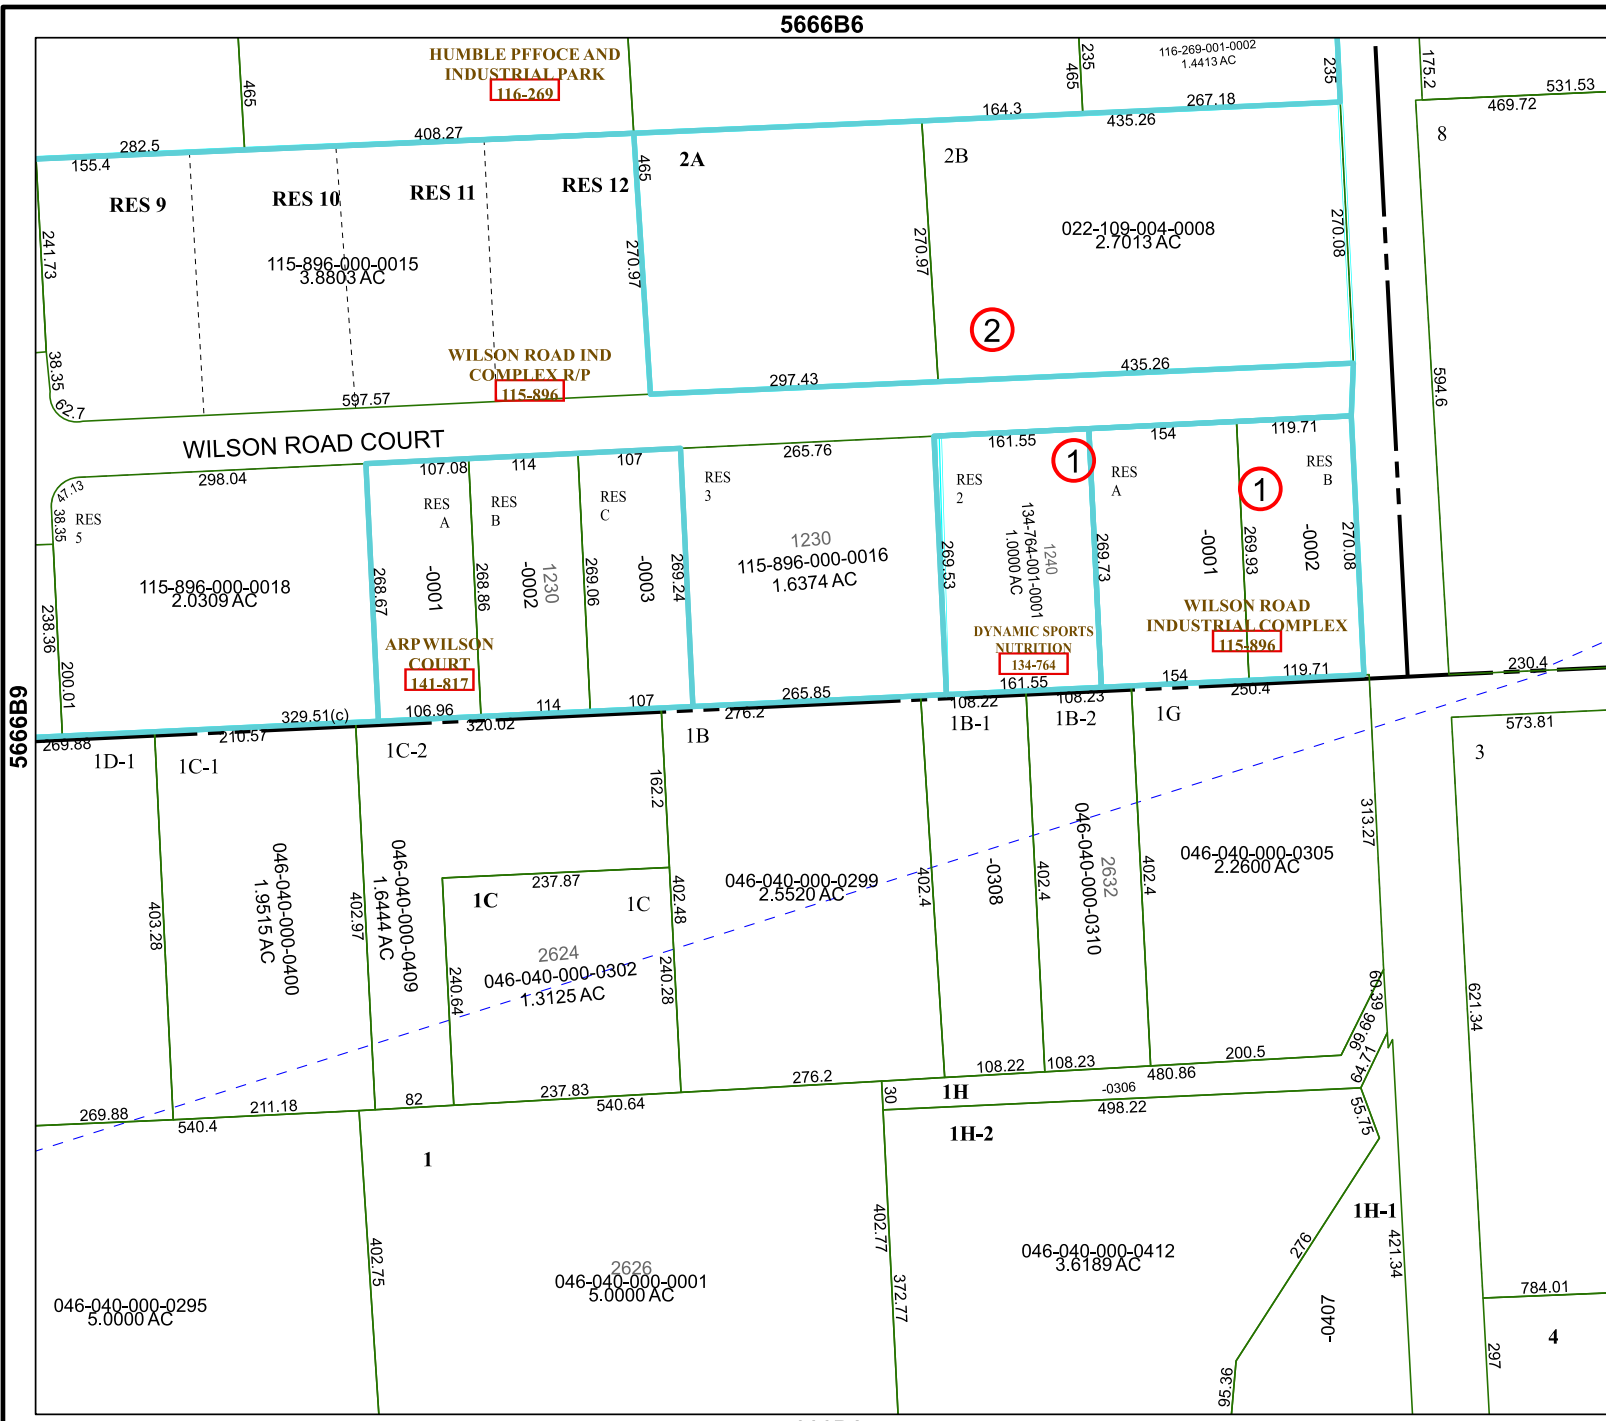 5666B6
HUMBLE PFFOCE AND
INDUSTRIAL PARK
116-269
116-269-001-0002
1.4413 AC
465
235
465
235
175.2
531.53
469.72
8
282.5
155.4
408.27
164.3
267.18
435.26
RES 9
RES 10
RES 11
RES 12
465
2A
2B
241.73
115-896-000-0015
3.8803 AC
270.97
270.97
022-109-004-0008
2.7013 AC
270.08
2
38.35
62.7
WILSON ROAD IND
COMPLEX R/P
115-896
597.57
297.43
435.26
594.6
WILSON ROAD COURT
298.04
107.08
114
107
265.76
161.55
154
119.71
1
1
47.13
38.35
RES
5
RES
A
RES
B
RES
C
RES
3
RES
2
RES
A
RES
B
115-896-000-0018
2.0309 AC
268.67
-0001
268.86
-0002
1230
269.06
-0003
269.24
1230
115-896-000-0016
1.6374 AC
269.53
134-764-001-0001
1.0000 AC
1240
269.73
-0001
269.93
-0002
270.08
238.36
200.01
ARP WILSON
COURT
141-817
DYNAMIC SPORTS
NUTRITION
134-764
WILSON ROAD
INDUSTRIAL COMPLEX
115-896
329.51(c)
106.96
114
107
265.85
161.55
154
119.71
230.4
5666B9
269.88
210.57
320.02
276.2
108.22
108.23
250.4
573.81
1D-1
1C-1
1C-2
1B
1B-1
1B-2
1G
3
162.2
313.27
403.28
046-040-000-0400
1.9515 AC
402.97
046-040-000-0409
1.6444 AC
237.87
1C
1C
2624
046-040-000-0302
1.3125 AC
240.64
402.48
240.28
046-040-000-0299
2.5520 AC
402.4
-0308
402.4
046-040-000-0310
2632
402.4
046-040-000-0305
2.2600 AC
60.39
99.66
64.71
621.34
269.88
540.4
211.18
82
237.83
540.64
276.2
108.22
108.23
200.5
480.86
30
1H
-0306
498.22
55.75
1
1H-2
1H-1
402.75
402.77
372.77
276
421.34
046-040-000-0295
5.0000 AC
2626
046-040-000-0001
5.0000 AC
046-040-000-0412
3.6189 AC
-0407
784.01
4
297
95.36